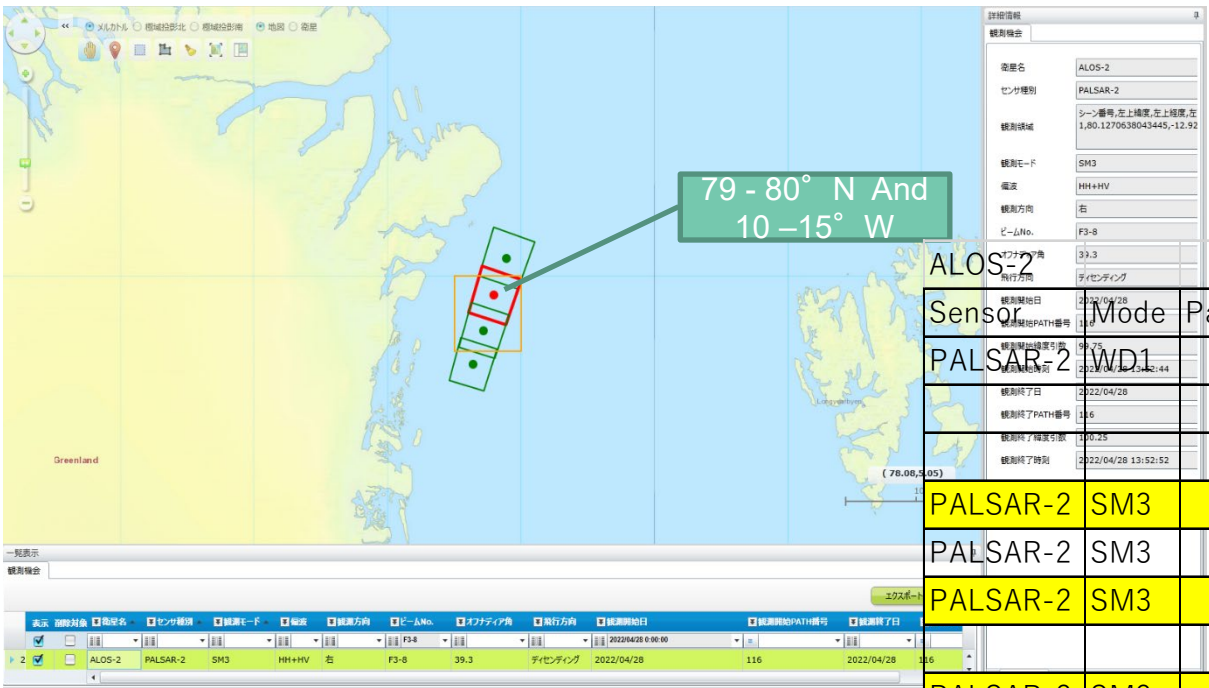 メルカトル 極域投影北 極域投影南 地図 衛星
79 - 80° N And
10 –15° W
Greenland
Longyearbyen
( 78.08,5.05)
10
詳細情報
観測機会
衛星名 ALOS-2
センサ種別 PALSAR-2
観測領域 シーン番号,左上緯度,左上経度,左
1,80.1270638043445,-12.92
観測モード SM3
偏波 HH+HV
観測方向 右
ビームNo. F3-8
オフナディア角 39.3
飛行方向 ディセンディング
観測開始日 2022/04/28
観測開始PATH番号 116
観測開始緯度引数 99.75
観測開始時刻 2022/04/28 13:52:44
観測終了日 2022/04/28
観測終了PATH番号 116
観測終了緯度引数 100.25
観測終了時刻 2022/04/28 13:52:52
ALOS-2
Sensor Mode Pa
PALSAR-2 WD1
PALSAR-2 SM3
PALSAR-2 SM3
PALSAR-2 SM3
PALSAR-2 SM3
一覧表示
観測機会
エクスポート
表示 削除対象 衛星名 センサ種別 観測モード 偏波 観測方向 ビームNo. オフナディア角 飛行方向 観測開始日 観測開始PATH番号 観測終了日
F3-8 2022/04/28 0:00:00 =
2 ALOS-2 PALSAR-2 SM3 HH+HV 右 F3-8 39.3 ディセンディング 2022/04/28 116 2022/04/28 116